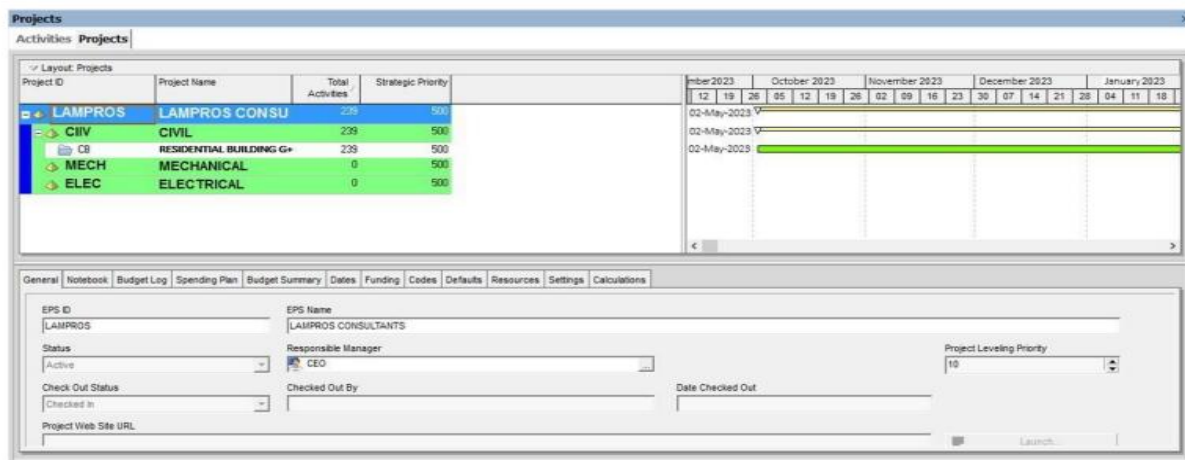 Projects
Activities Projects
Layout: Projects
Project ID Project Name Total Activities Strategic Priority
mber 2023 October 2023 November 2023 December 2023 January 2023
12 19 26 05 12 19 26 02 09 16 23 30 07 14 21 28 04 11 18
LAMPROS LAMPROS CONSU 239 500 02-May-2023
CIIV CIVIL 239 500 02-May-2023
CB RESIDENTIAL BUILDING G+ 239 500 02-May-2023
MECH MECHANICAL 0 500
ELEC ELECTRICAL 0 500
General Notebook Budget Log Spending Plan Budget Summary Dates Funding Codes Defaults Resources Settings Calculations
EPS ID EPS Name
LAMPROS LAMPROS CONSULTANTS
Status Responsible Manager Project Leveling Priority
Active CEO ... 10
Check Out Status Checked Out By Date Checked Out
Checked In
Project Web Site URL
Launch...